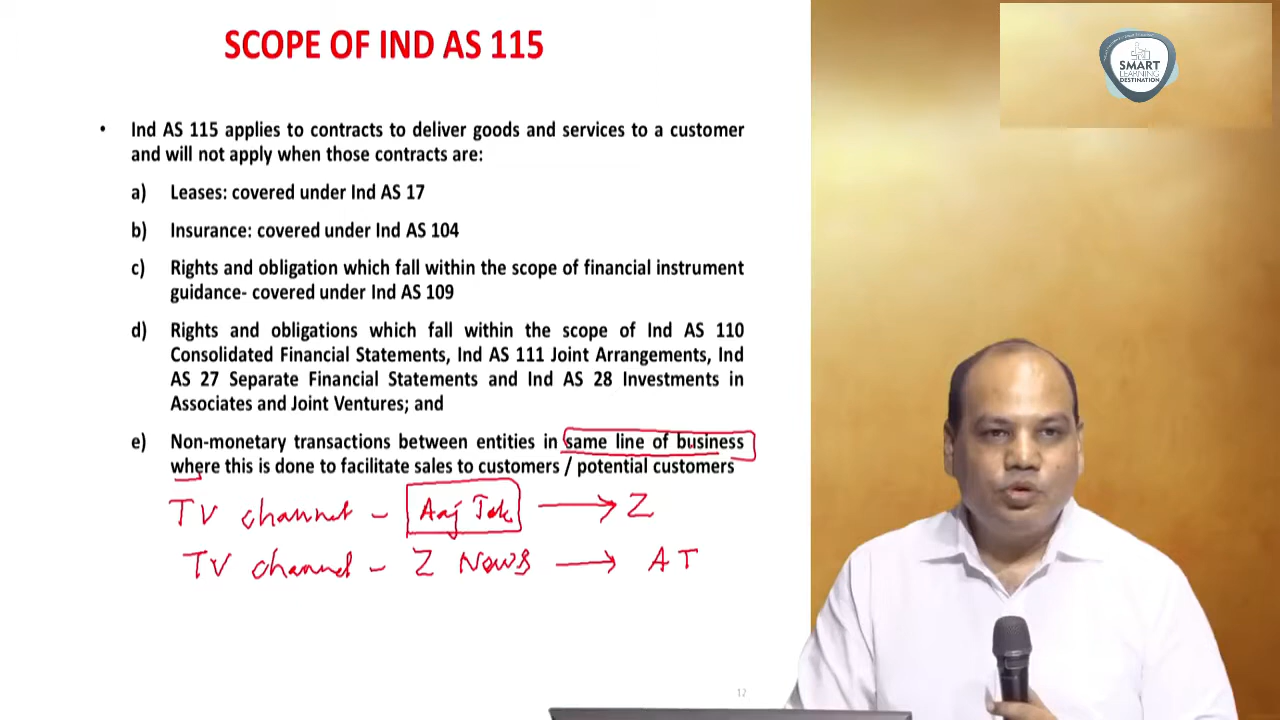 SCOPE OF IND AS 115
SMART
LEARNING
DESTINATION
• Ind AS 115 applies to contracts to deliver goods and services to a customer
and will not apply when those contracts are:
a) Leases: covered under Ind AS 17
b) Insurance: covered under Ind AS 104
c) Rights and obligation which fall within the scope of financial instrument
guidance- covered under Ind AS 109
d) Rights and obligations which fall within the scope of Ind AS 110
Consolidated Financial Statements, Ind AS 111 Joint Arrangements, Ind
AS 27 Separate Financial Statements and Ind AS 28 Investments in
Associates and Joint Ventures; and
e) Non-monetary transactions between entities in same line of business
where this is done to facilitate sales to customers / potential customers
TV channel - Aaj Tak → Z
TV channel - Z News → AT
12